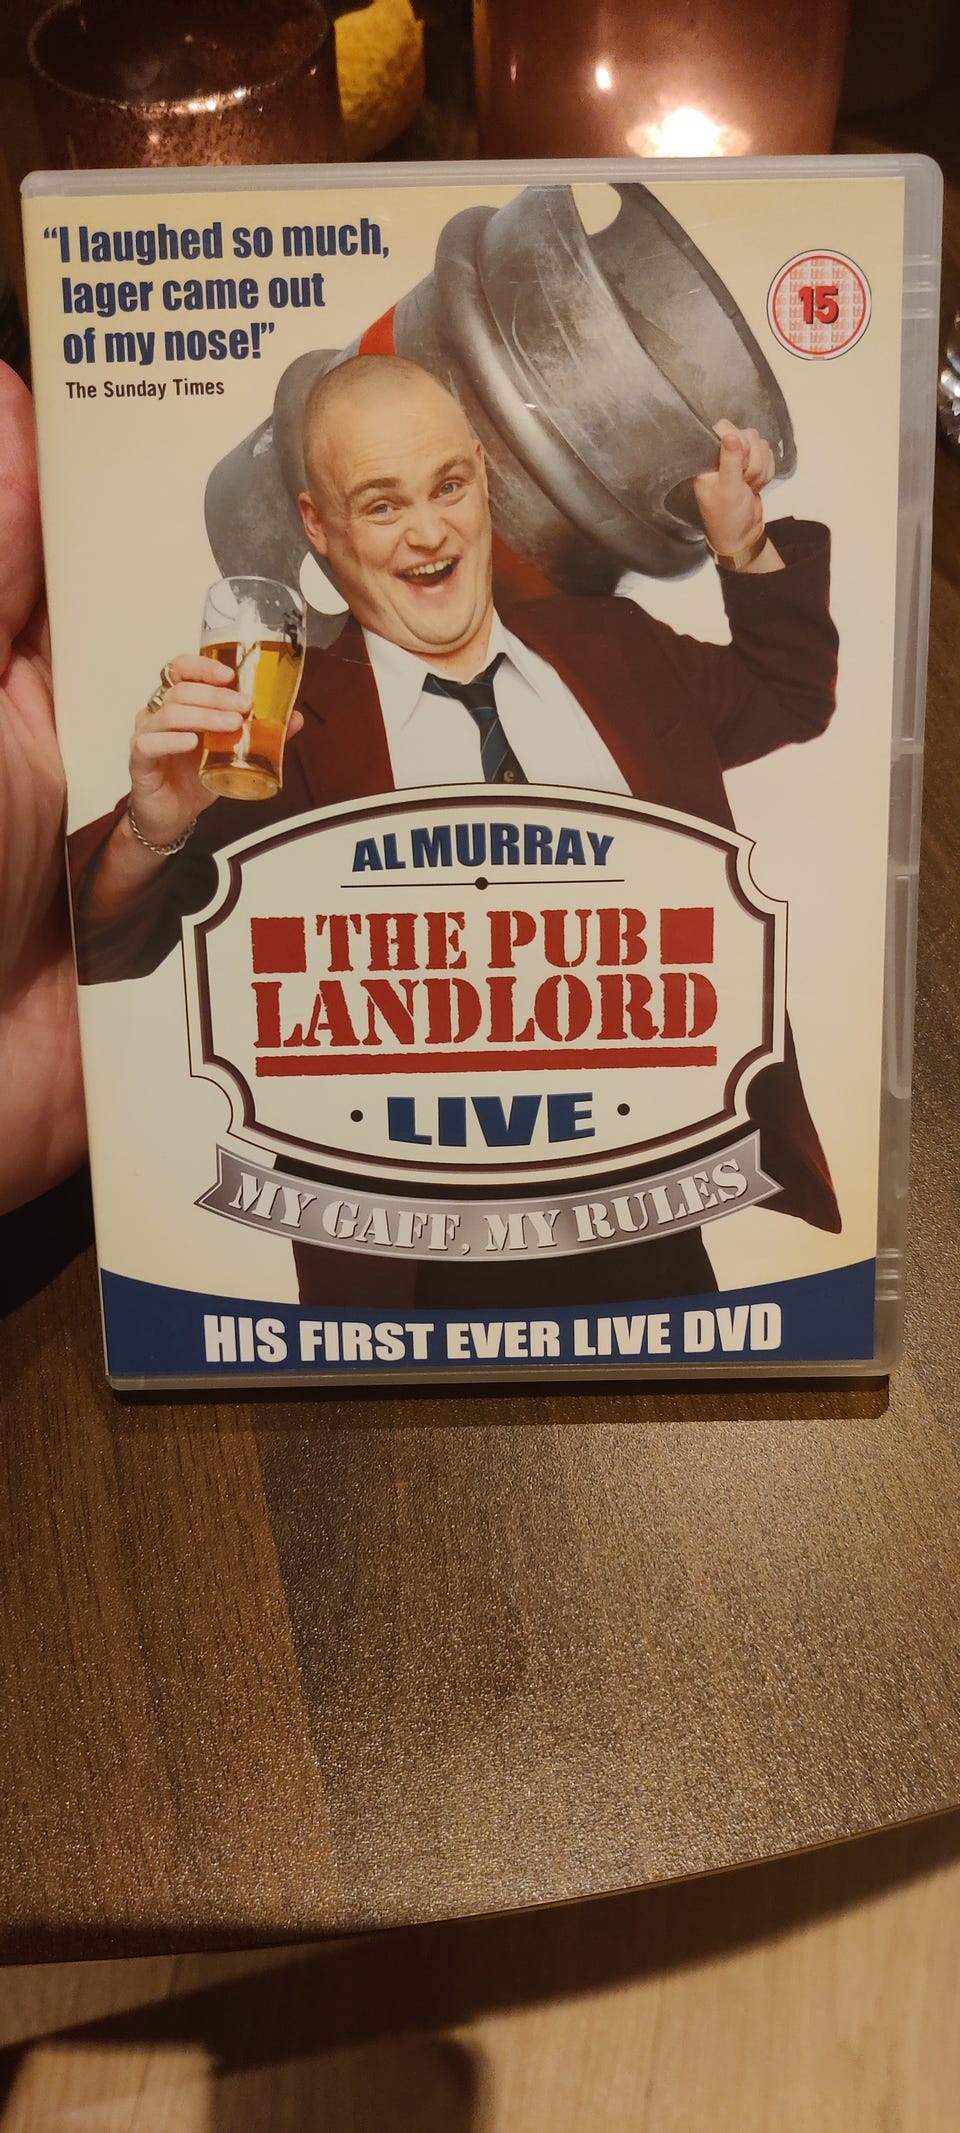 “I laughed so much,
lager came out
of my nose!”
The Sunday Times
15
AL MURRAY
THE PUB
LANDLORD
LIVE
MY GAFF, MY RULES
HIS FIRST EVER LIVE DVD